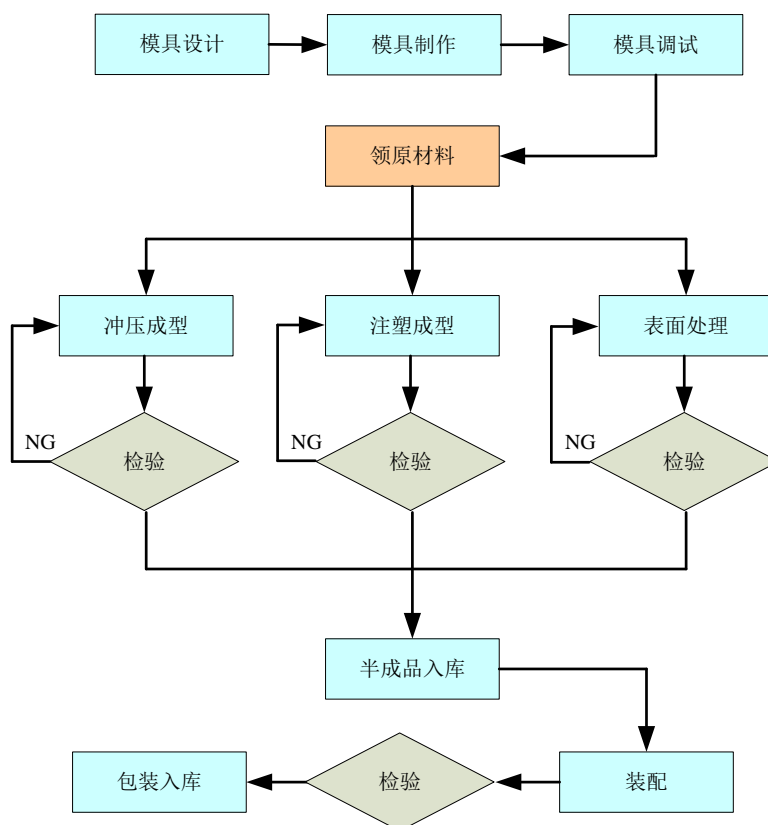 模具设计
模具制作
模具调试
领原材料
冲压成型
注塑成型
表面处理
NG
检验
NG
检验
NG
检验
半成品入库
包装入库
检验
装配